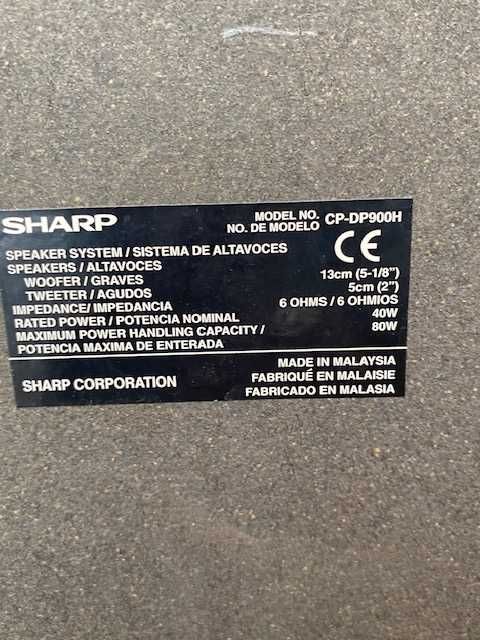 SHARP
MODEL NO. CP-DP900H
NO. DE MODELO
SPEAKER SYSTEM / SISTEMA DE ALTAVOCES
CE
SPEAKERS / ALTAVOCES
WOOFER / GRAVES 13cm (5-1/8")
TWEETER / AGUDOS 5cm (2")
IMPEDANCE/ IMPEDANCIA 6 OHMS / 6 OHMIOS
RATED POWER / POTENCIA NOMINAL 40W
MAXIMUM POWER HANDLING CAPACITY / 80W
POTENCIA MAXIMA DE ENTERADA
SHARP CORPORATION
MADE IN MALAYSIA
FABRIQUÉ EN MALAISIE
FABRICADO EN MALASIA